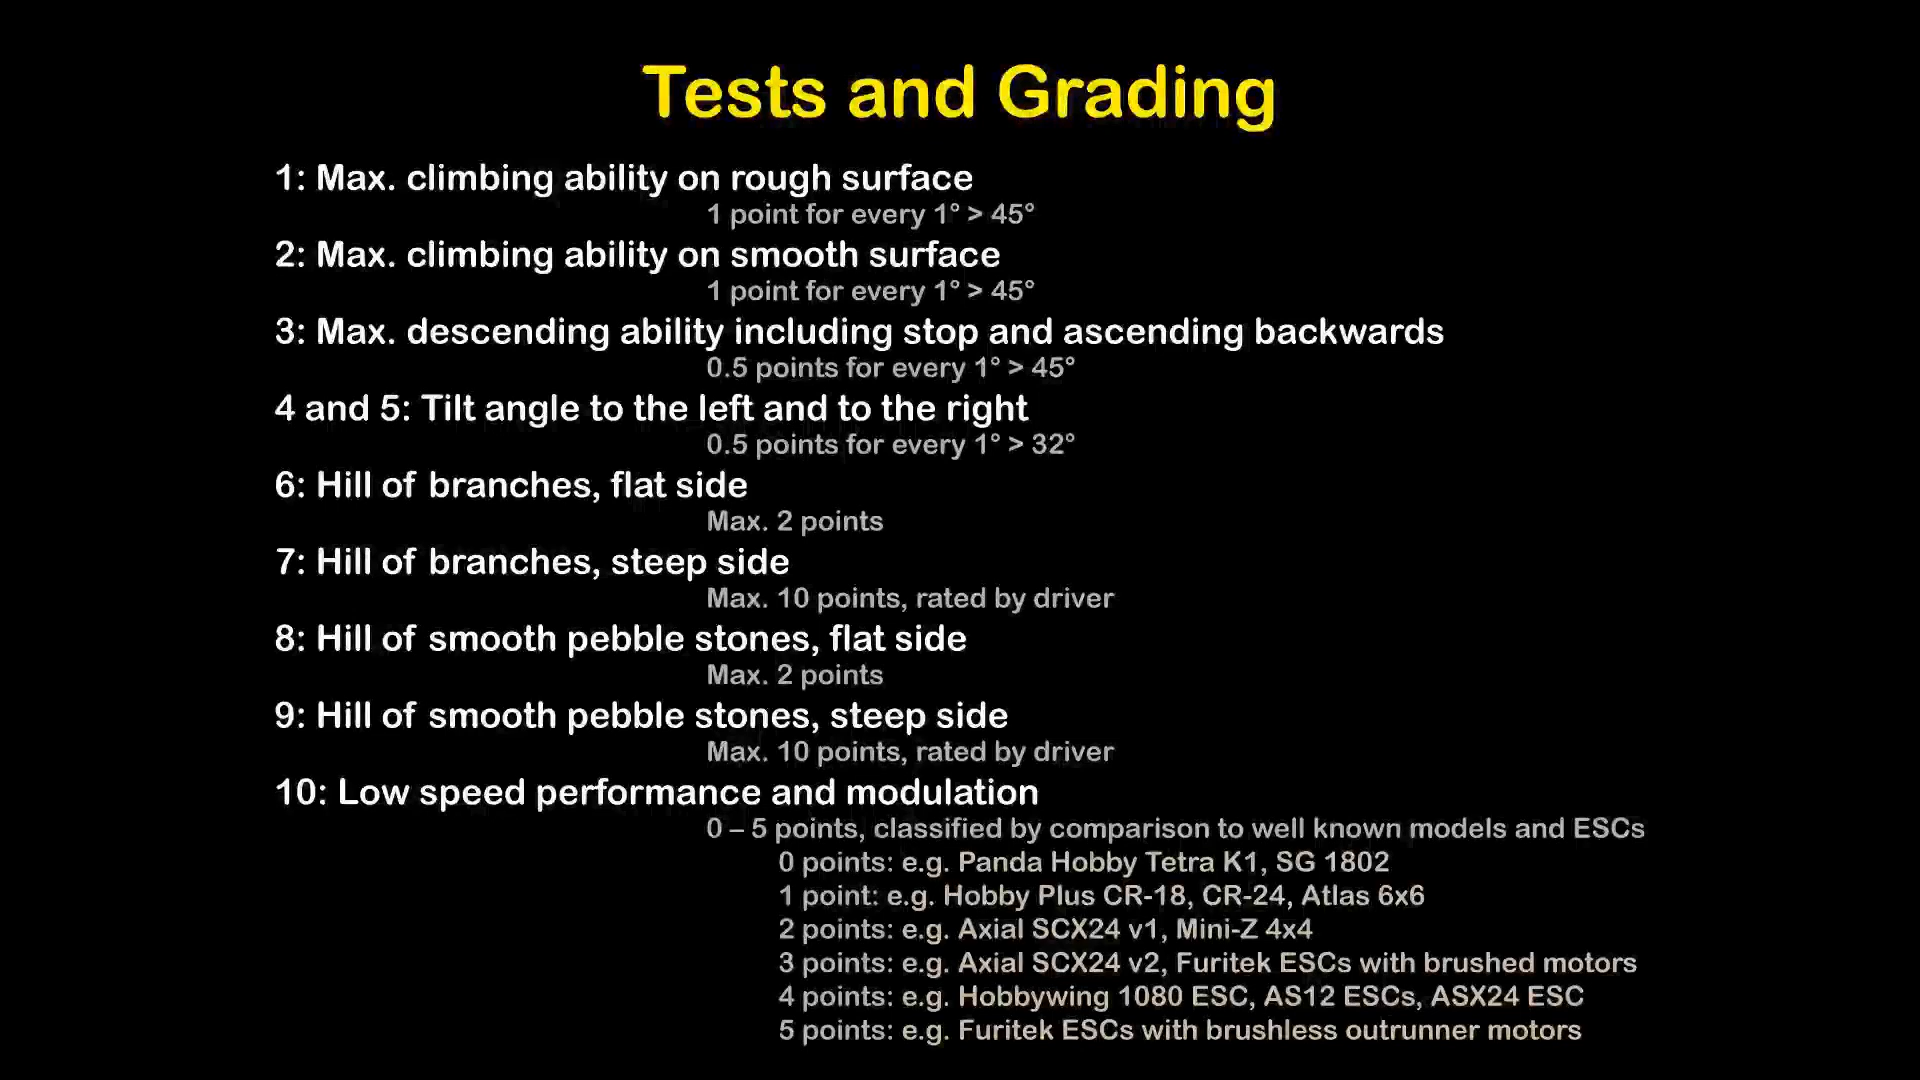 Tests and Grading
1: Max. climbing ability on rough surface
1 point for every 1° > 45°
2: Max. climbing ability on smooth surface
1 point for every 1° > 45°
3: Max. descending ability including stop and ascending backwards
0.5 points for every 1° > 45°
4 and 5: Tilt angle to the left and to the right
0.5 points for every 1° > 32°
6: Hill of branches, flat side
Max. 2 points
7: Hill of branches, steep side
Max. 10 points, rated by driver
8: Hill of smooth pebble stones, flat side
Max. 2 points
9: Hill of smooth pebble stones, steep side
Max. 10 points, rated by driver
10: Low speed performance and modulation
0 – 5 points, classified by comparison to well known models and ESCs
0 points: e.g. Panda Hobby Tetra K1, SG 1802
1 point: e.g. Hobby Plus CR-18, CR-24, Atlas 6x6
2 points: e.g. Axial SCX24 v1, Mini-Z 4x4
3 points: e.g. Axial SCX24 v2, Furitek ESCs with brushed motors
4 points: e.g. Hobbywing 1080 ESC, AS12 ESCs, ASX24 ESC
5 points: e.g. Furitek ESCs with brushless outrunner motors